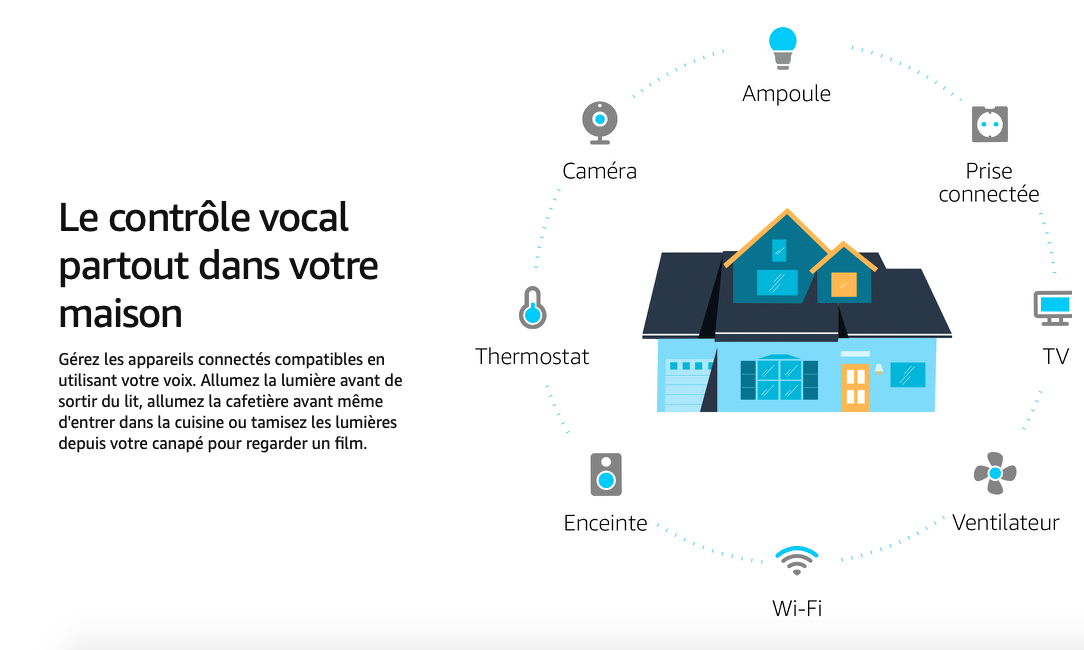 Le contrôle vocal
partout dans votre
maison
Gérez les appareils connectés compatibles en
utilisant votre voix. Allumez la lumière avant de
sortir du lit, allumez la cafetière avant même
d'entrer dans la cuisine ou tamisez les lumières
depuis votre canapé pour regarder un film.
Ampoule
Caméra
Prise
connectée
Thermostat
TV
Enceinte
Ventilateur
Wi-Fi